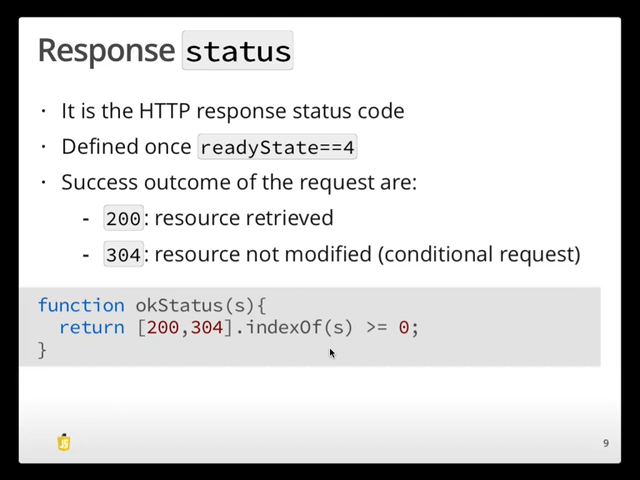 Response status
· It is the HTTP response status code
· Defined once readyState==4
· Success outcome of the request are:
- 200: resource retrieved
- 304: resource not modified (conditional request)
function okStatus(s){
return [200,304].indexOf(s) >= 0;
}
JS
9